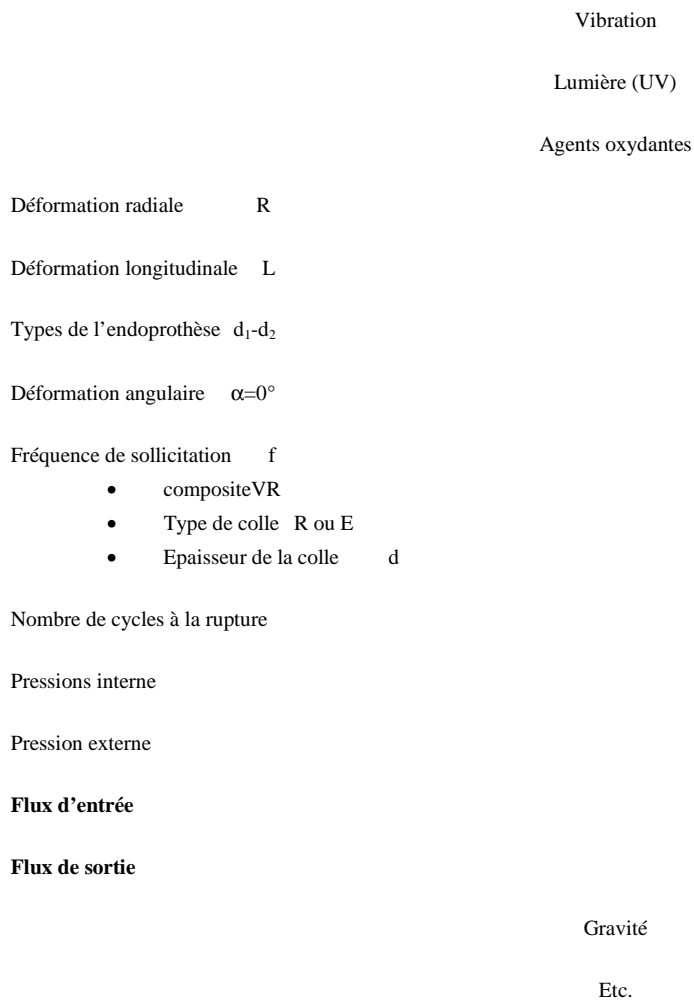 Vibration
Lumière (UV)
Agents oxydantes
Déformation radiale R
Déformation longitudinale L
Types de l’endoprothèse d₁-d₂
Déformation angulaire α=0°
Fréquence de sollicitation f
• compositeVR
• Type de colle R ou E
• Epaisseur de la colle d
Nombre de cycles à la rupture
Pressions interne
Pression externe
Flux d’entrée
Flux de sortie
Gravité
Etc.